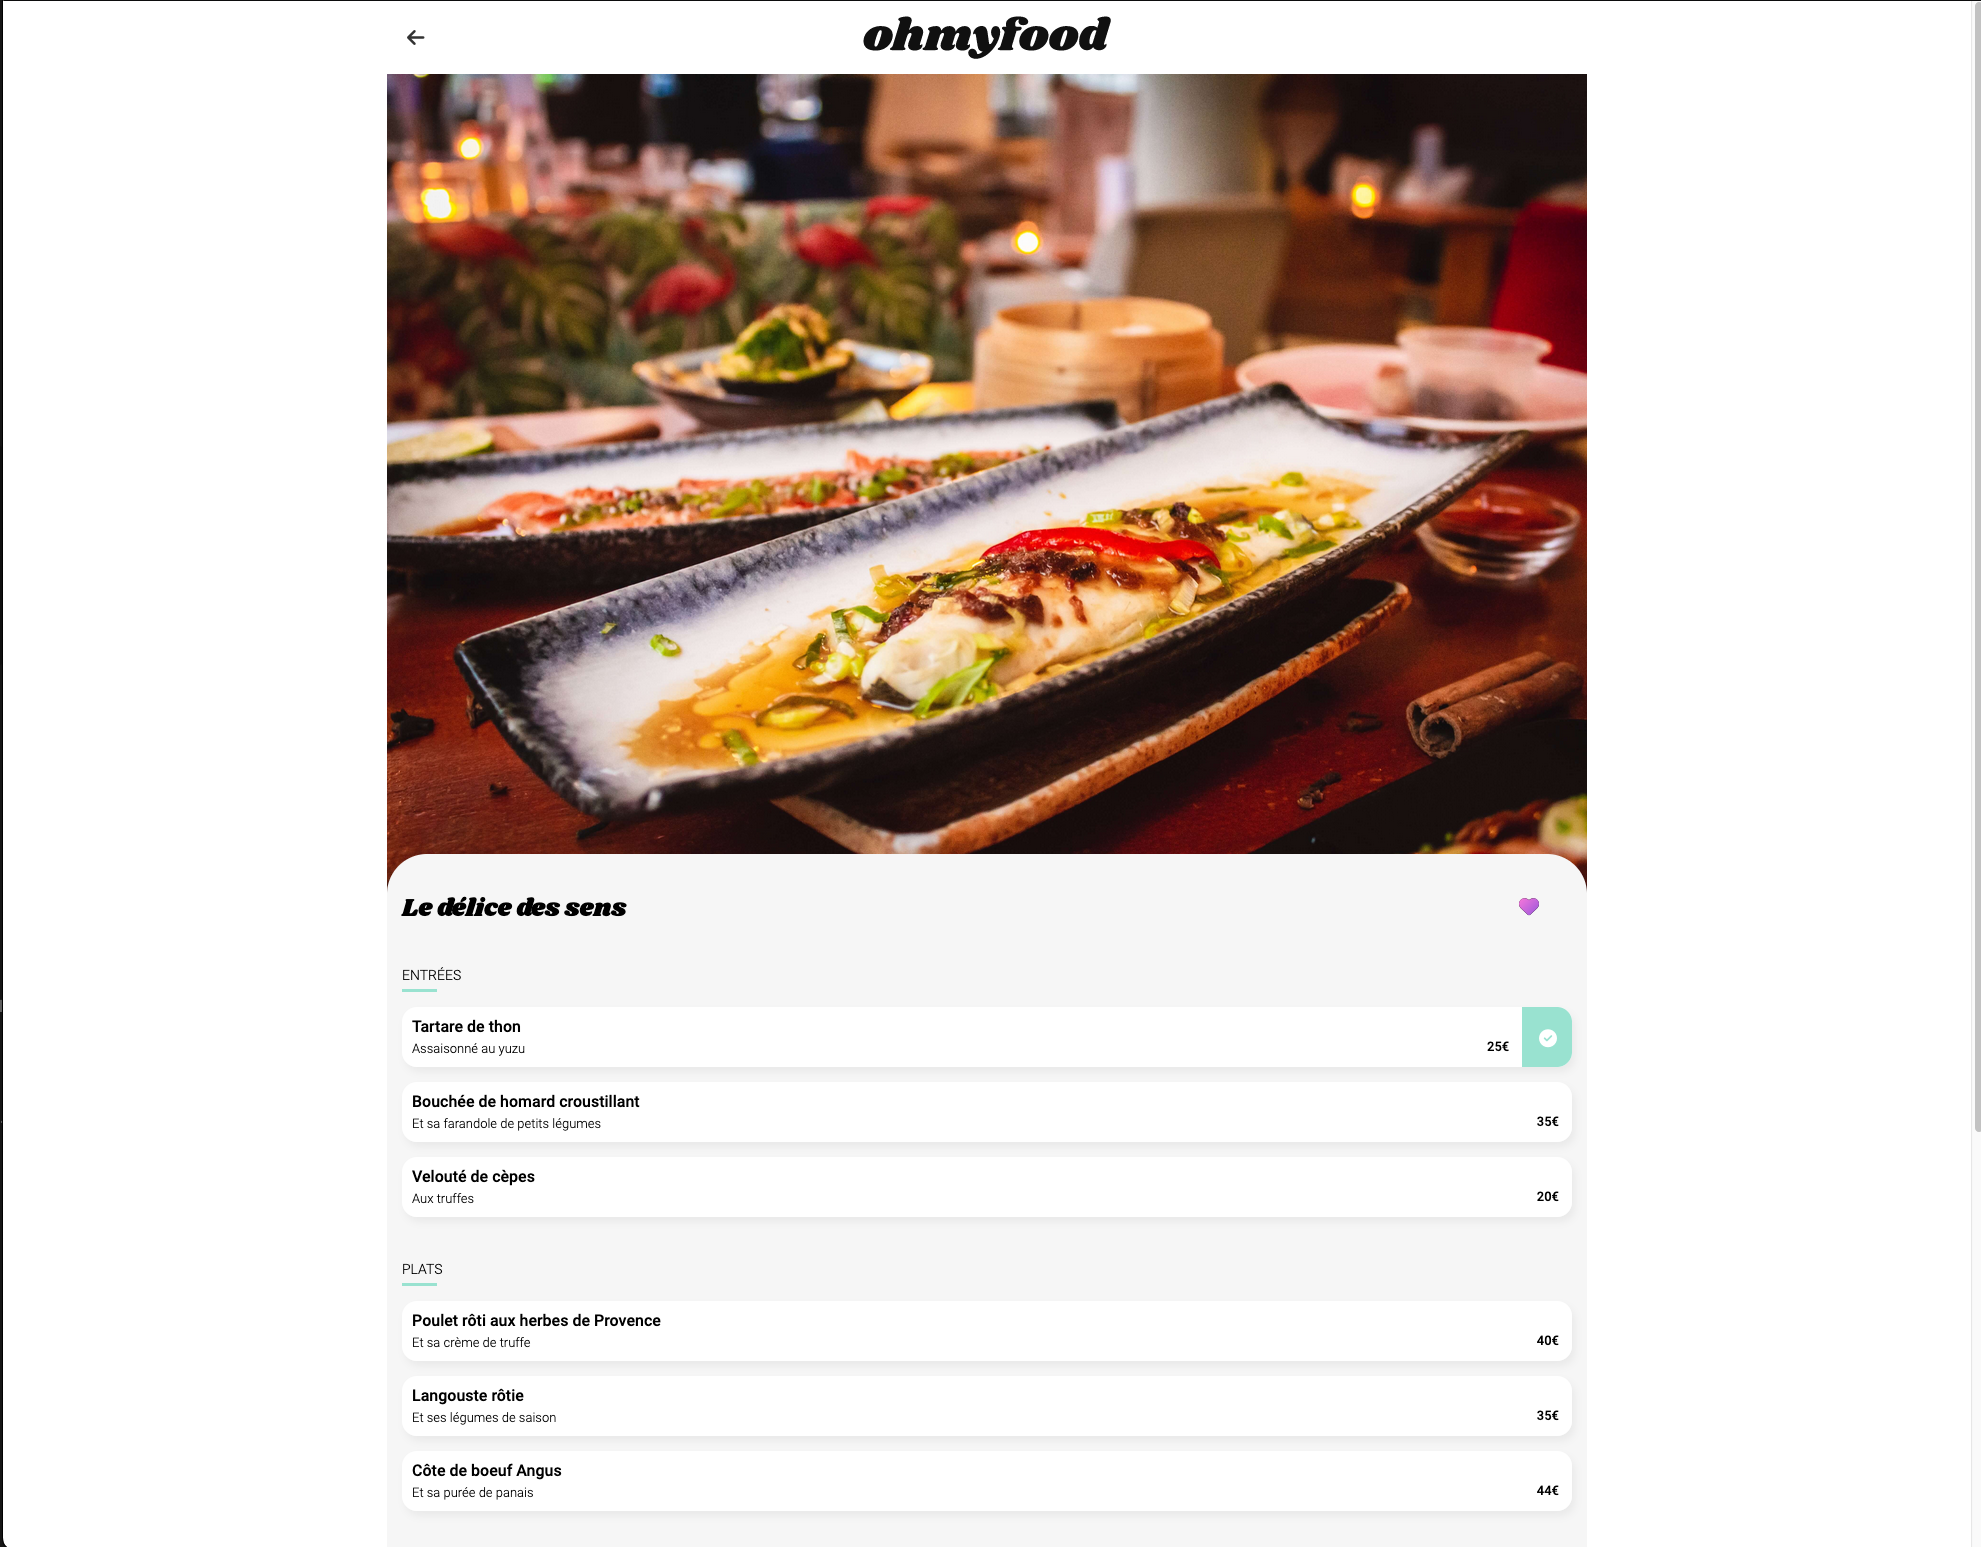 ohmyfood
Le délice des sens
ENTRÉES
Tartare de thon
Assaisonné au yuzu
25€
Bouchée de homard croustillant
Et sa farandole de petits légumes
35€
Velouté de cèpes
Aux truffes
20€
PLATS
Poulet rôti aux herbes de Provence
Et sa crème de truffe
40€
Langouste rôtie
Et ses légumes de saison
35€
Côte de boeuf Angus
Et sa purée de panais
44€